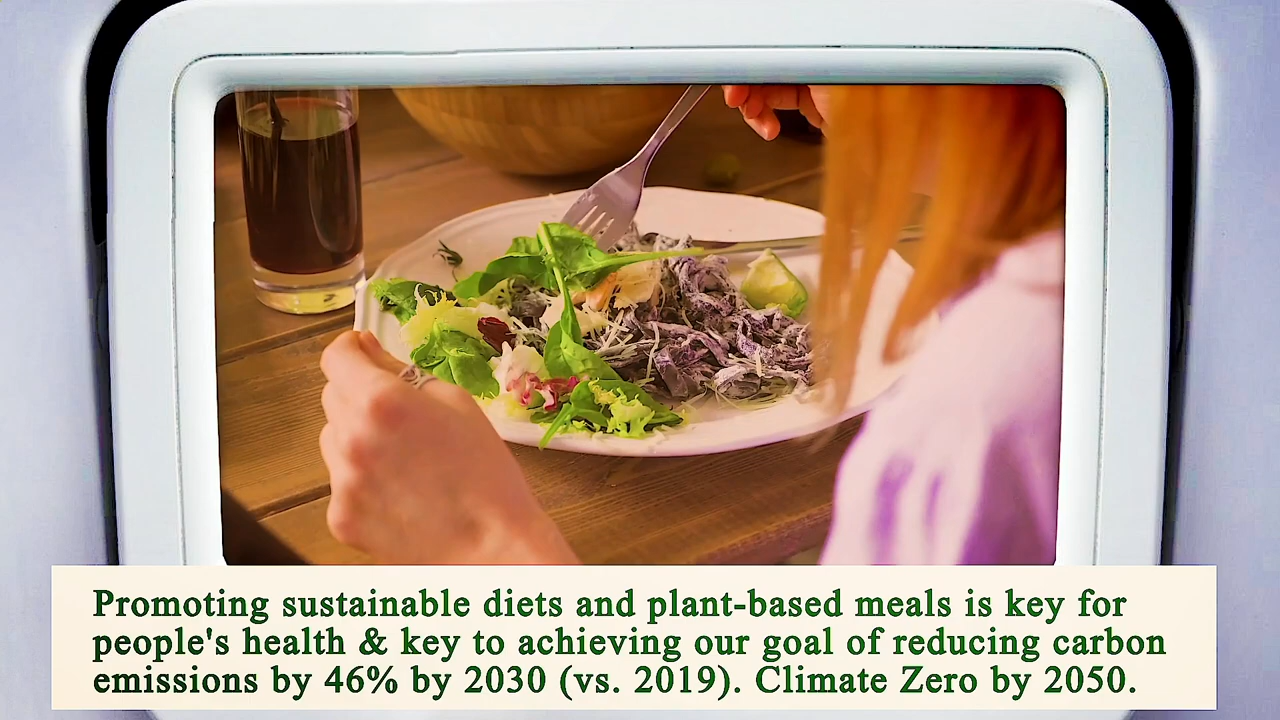 Promoting sustainable diets and plant-based meals is key for
people's health & key to achieving our goal of reducing carbon
emissions by 46% by 2030 (vs. 2019). Climate Zero by 2050.